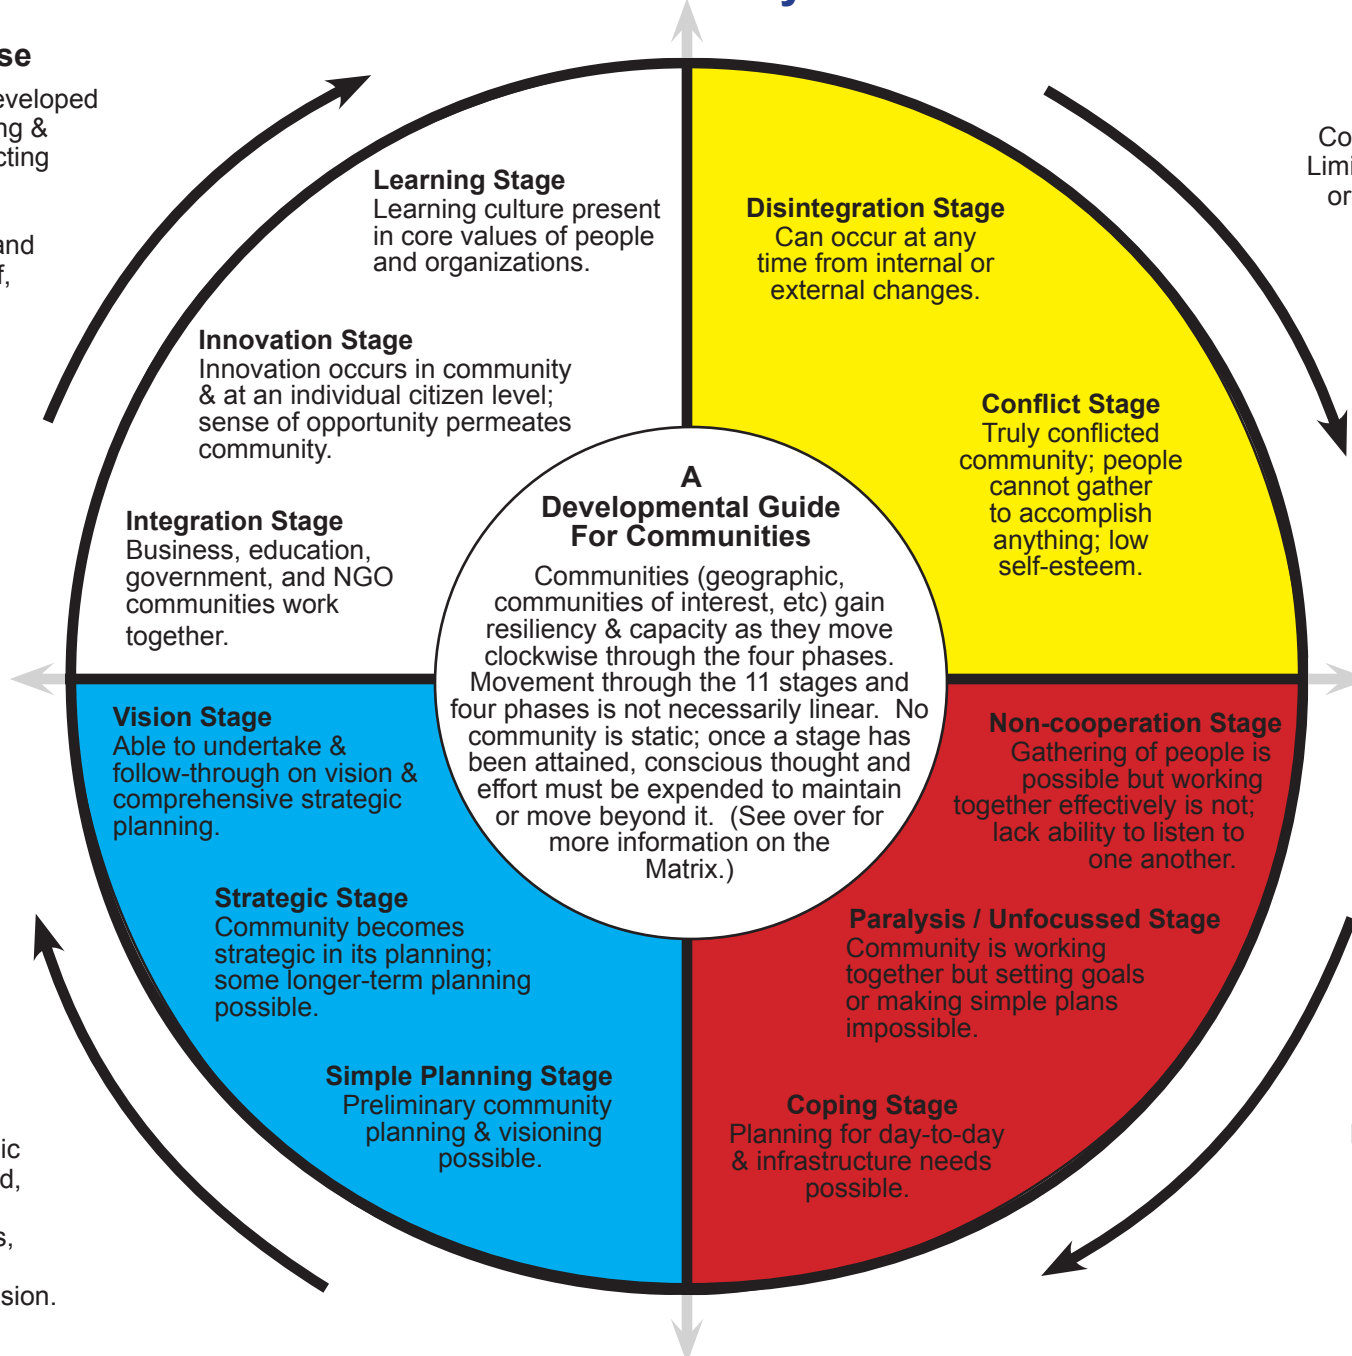 se
eveloped
ng &
cting
and
f,
Co
Limi
or
Learning Stage
Learning culture present
in core values of people
and organizations.
Innovation Stage
Innovation occurs in community
& at an individual citizen level;
sense of opportunity permeates
community.
Integration Stage
Business, education,
government, and NGO
communities work
together.
Disintegration Stage
Can occur at any
time from internal or
external changes.
Conflict Stage
Truly conflicted
community; people
cannot gather
to accomplish
anything; low
self-esteem.
A
Developmental Guide
For Communities
Communities (geographic,
communities of interest, etc) gain
resiliency & capacity as they move
clockwise through the four phases.
Movement through the 11 stages and
four phases is not necessarily linear.  No
community is static; once a stage has
been attained, conscious thought and
effort must be expended to maintain
or move beyond it.  (See over for
more information on the
Matrix.)
Non-cooperation Stage
Gathering of people is
possible but working
together effectively is not;
lack ability to listen to
one another.
Paralysis / Unfocussed Stage
Community is working
together but setting goals
or making simple plans
impossible.
Coping Stage
Planning for day-to-day
& infrastructure needs
possible.
Vision Stage
Able to undertake &
follow-through on vision &
comprehensive strategic
planning.
Strategic Stage
Community becomes
strategic in its planning;
some longer-term planning
possible.
Simple Planning Stage
Preliminary community
planning & visioning
possible.
ic
d,
s,
sion.